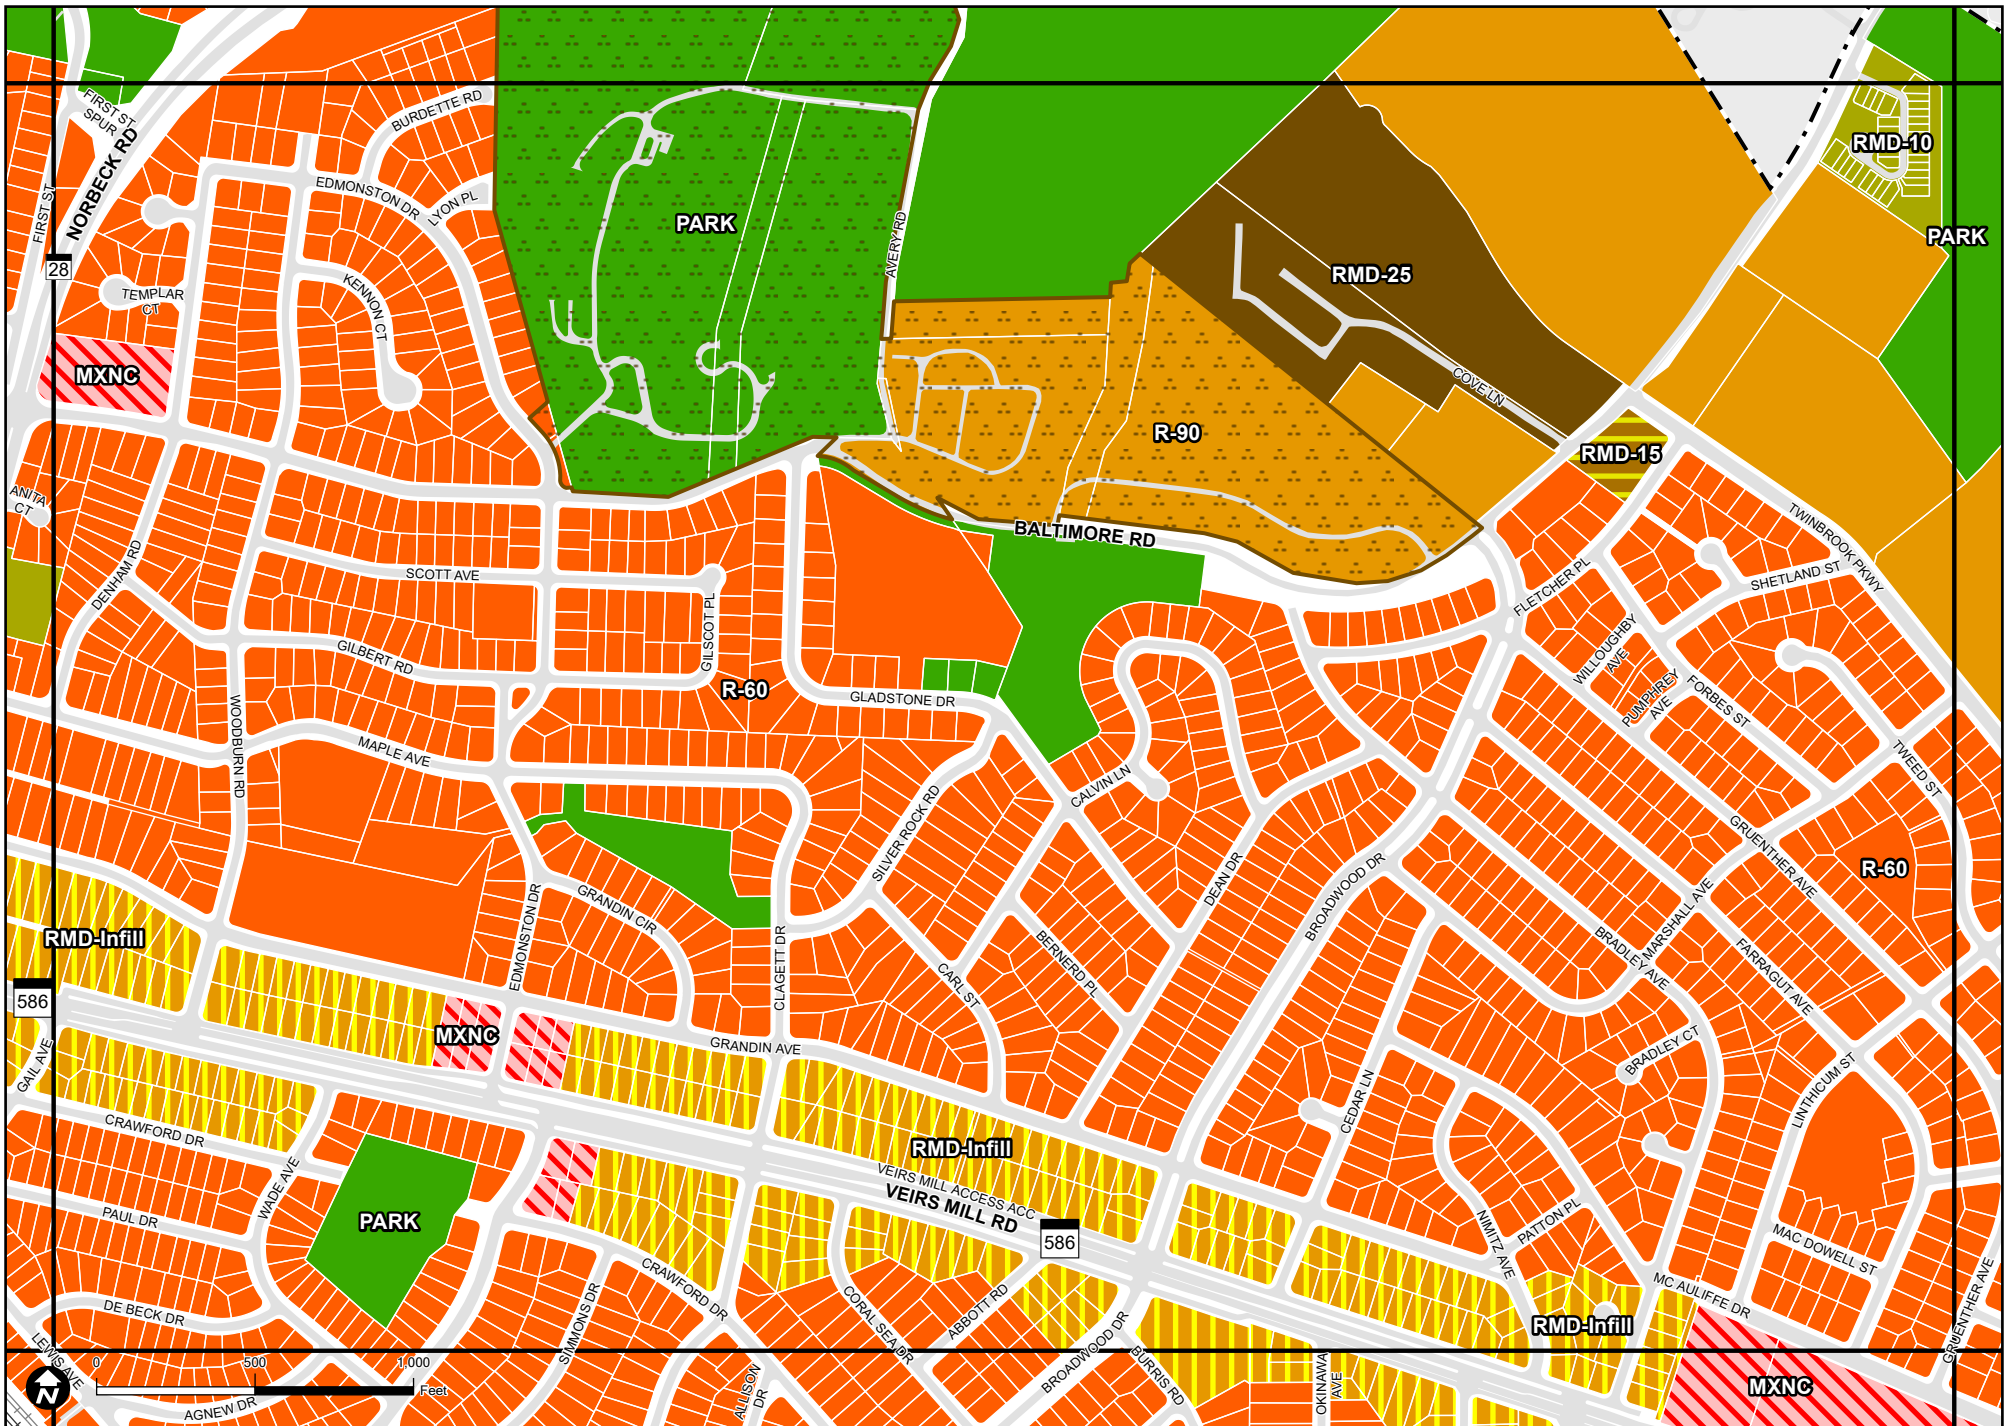 FIRST ST
SPUR
NORBECK RD
FIRST ST
28
BURDETTE RD
EDMONSTON DR
LYON PL
KENNON CT
TEMPLAR
CT
MXNC
PARK
AVERY RD
RMD-10
PARK
RMD-25
COVE LN
R-90
RMD-15
BALTIMORE RD
TWINBROOK PKWY
SHETLAND ST
FLETCHER PL
WILLOUGHBY
AVE
PUMPHREY
AVE
FORBES ST
TWEED ST
ANITA
CT
DENHAM RD
SCOTT AVE
GILSCOT PL
GILBERT RD
R-60
GLADSTONE DR
WOODBURN RD
MAPLE AVE
SILVER ROCK RD
CALVIN LN
DEAN DR
BROADWOOD DR
GRUENTHER AVE
R-60
MARSHALL AVE
BRADLEY AVE
FARRAGUT AVE
GRANDIN CIR
EDMONSTON DR
CLAGETT DR
CARL ST
BERNERD PL
RMD-Infill
586
MXNC
GRANDIN AVE
GAIL AVE
BRADLEY CT
LINTHICUM ST
CEDAR LN
CRAWFORD DR
WADE AVE
PAUL DR
PARK
RMD-Infill
VEIRS MILL ACCESS ACC
VEIRS MILL RD
586
NIMITZ AVE
PATTON PL
MAC DOWELL ST
MC AULIFFE DR
GRUENTHER AVE
RMD-Infill
MXNC
DE BECK DR
LEWIS AVE
AGNEW DR
SIMMONS DR
CRAWFORD DR
ALLISON
DR
CORAL SEA DR
ABBOTT RD
BROADWOOD DR
BURRIS RD
OKINAWA
AVE
N
0 500 1,000
Feet